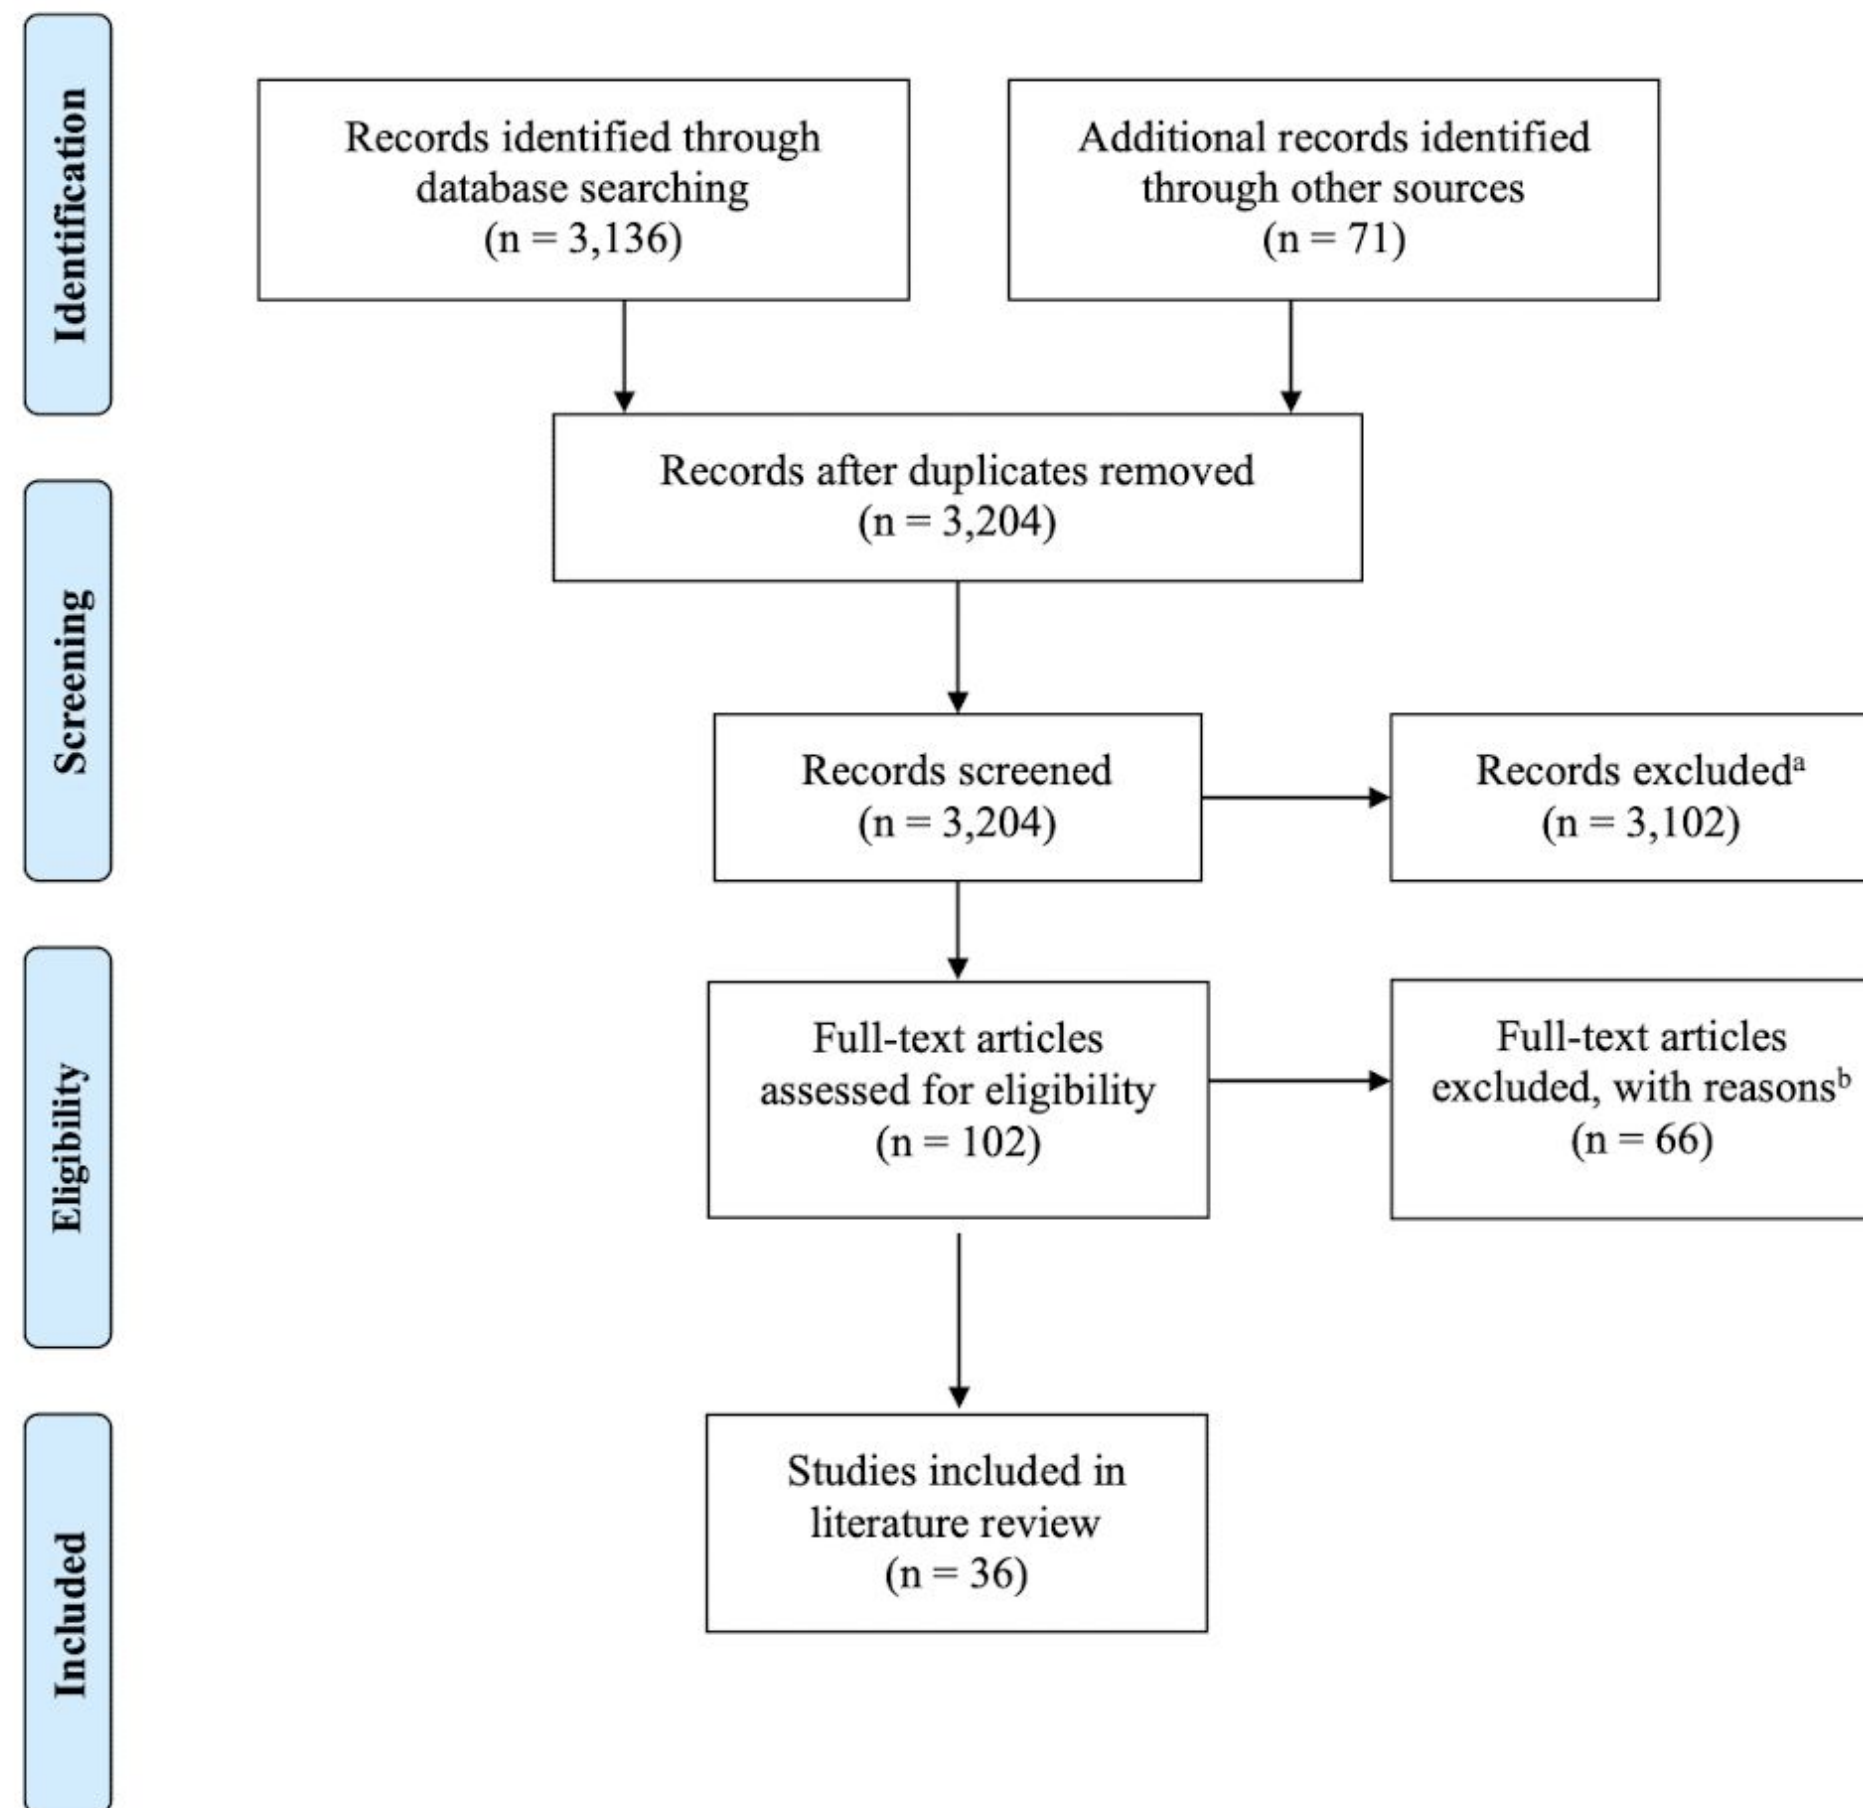 Identification
Records identified through
database searching
(n = 3,136)
Additional records identified
through other sources
(n = 71)
Records after duplicates removed
(n = 3,204)
Screening
Records screened
(n = 3,204)
Records excludedᵃ
(n = 3,102)
Eligibility
Full-text articles
assessed for eligibility
(n = 102)
Full-text articles
excluded, with reasonsᵇ
(n = 66)
Included
Studies included in
literature review
(n = 36)